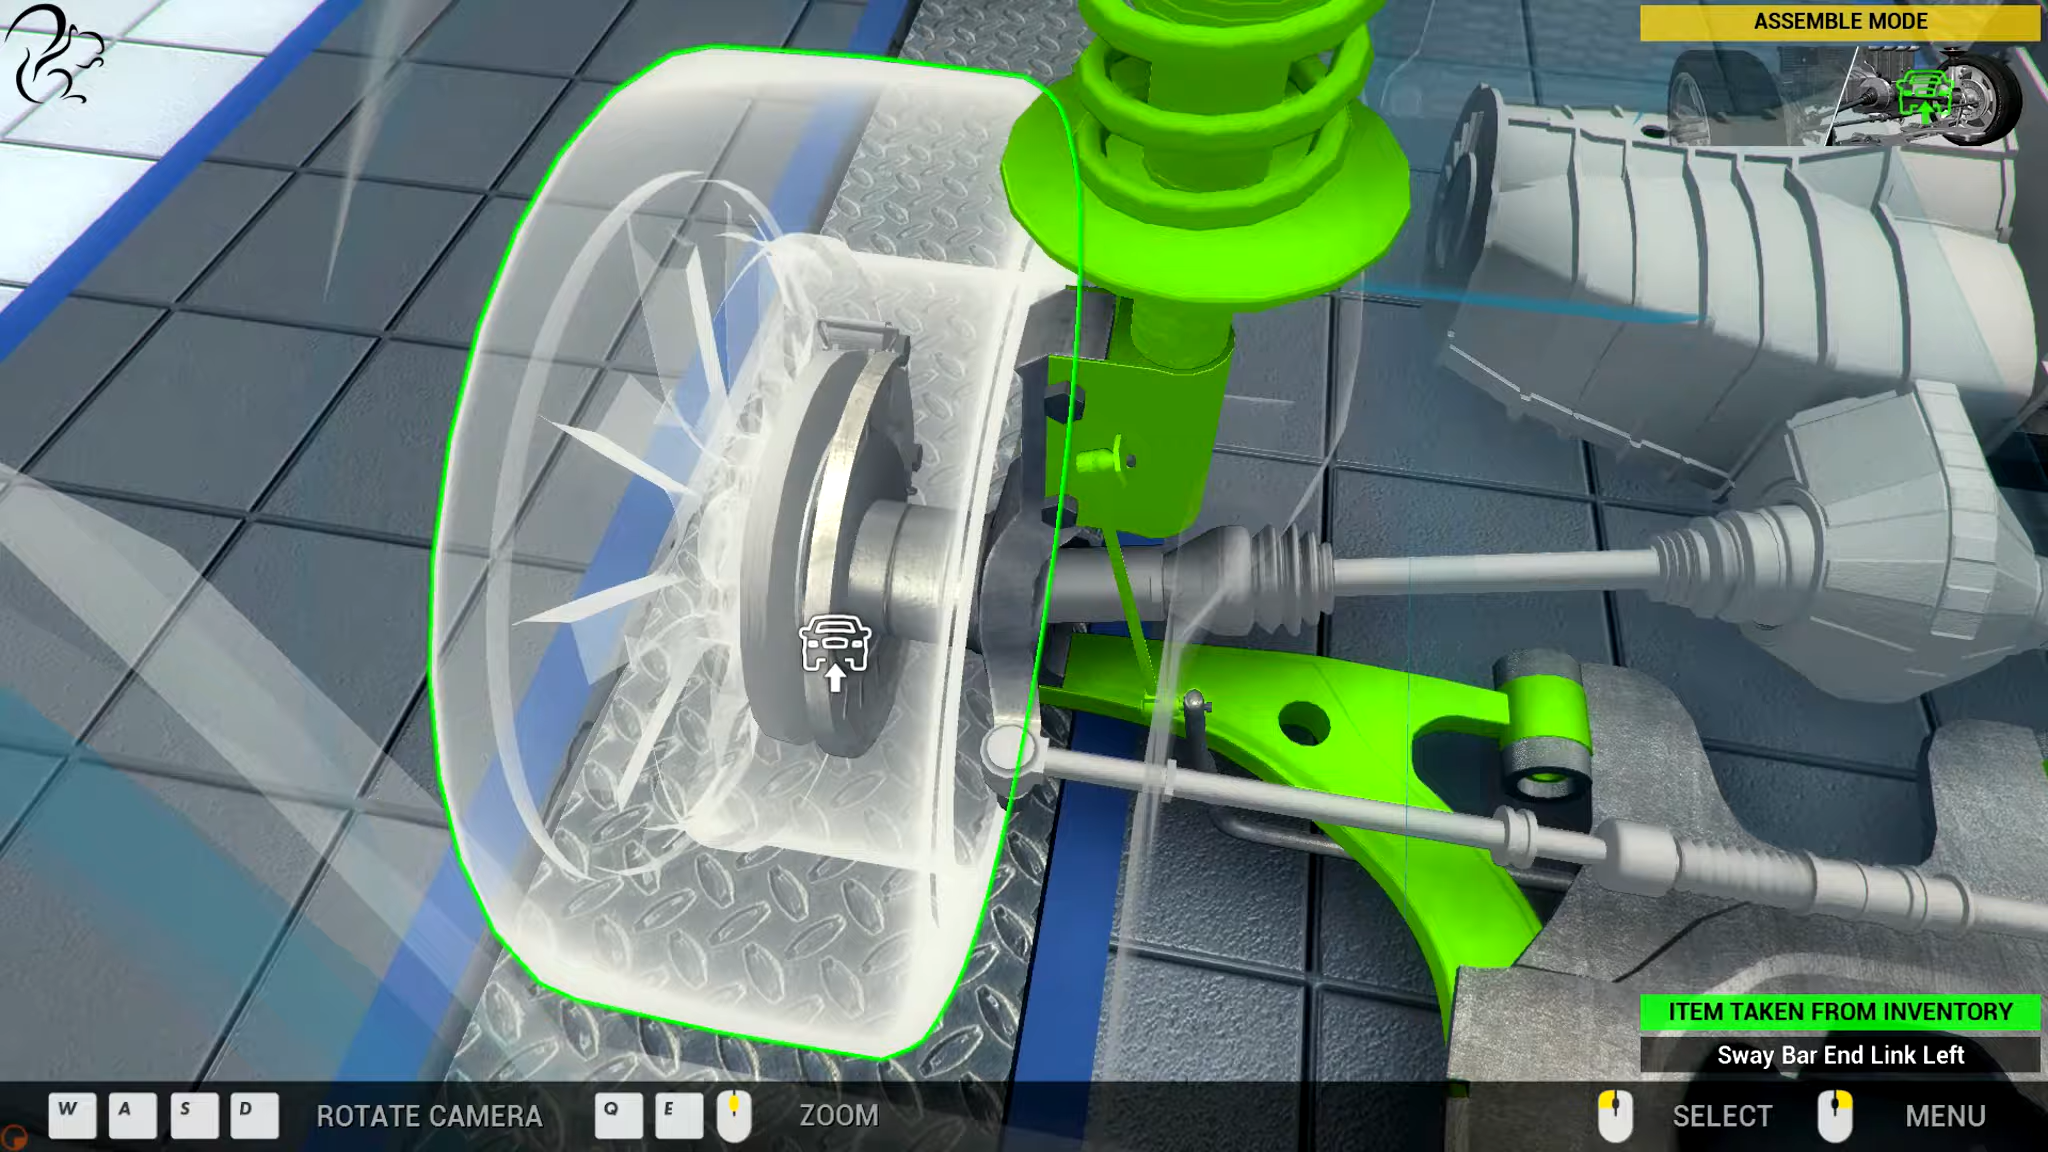 ASSEMBLE MODE
ITEM TAKEN FROM INVENTORY
Sway Bar End Link Left
W A S D ROTATE CAMERA Q E ZOOM SELECT MENU